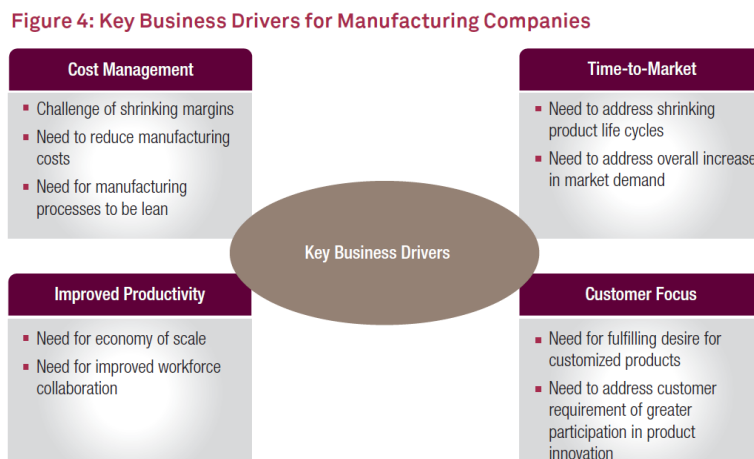 Figure 4: Key Business Drivers for Manufacturing Companies
Cost Management
▪ Challenge of shrinking margins
▪ Need to reduce manufacturing
costs
▪ Need for manufacturing
processes to be lean
Time-to-Market
▪ Need to address shrinking
product life cycles
▪ Need to address overall increase
in market demand
Key Business Drivers
Improved Productivity
▪ Need for economy of scale
▪ Need for improved workforce
collaboration
Customer Focus
▪ Need for fulfilling desire for
customized products
▪ Need to address customer
requirement of greater
participation in product
innovation